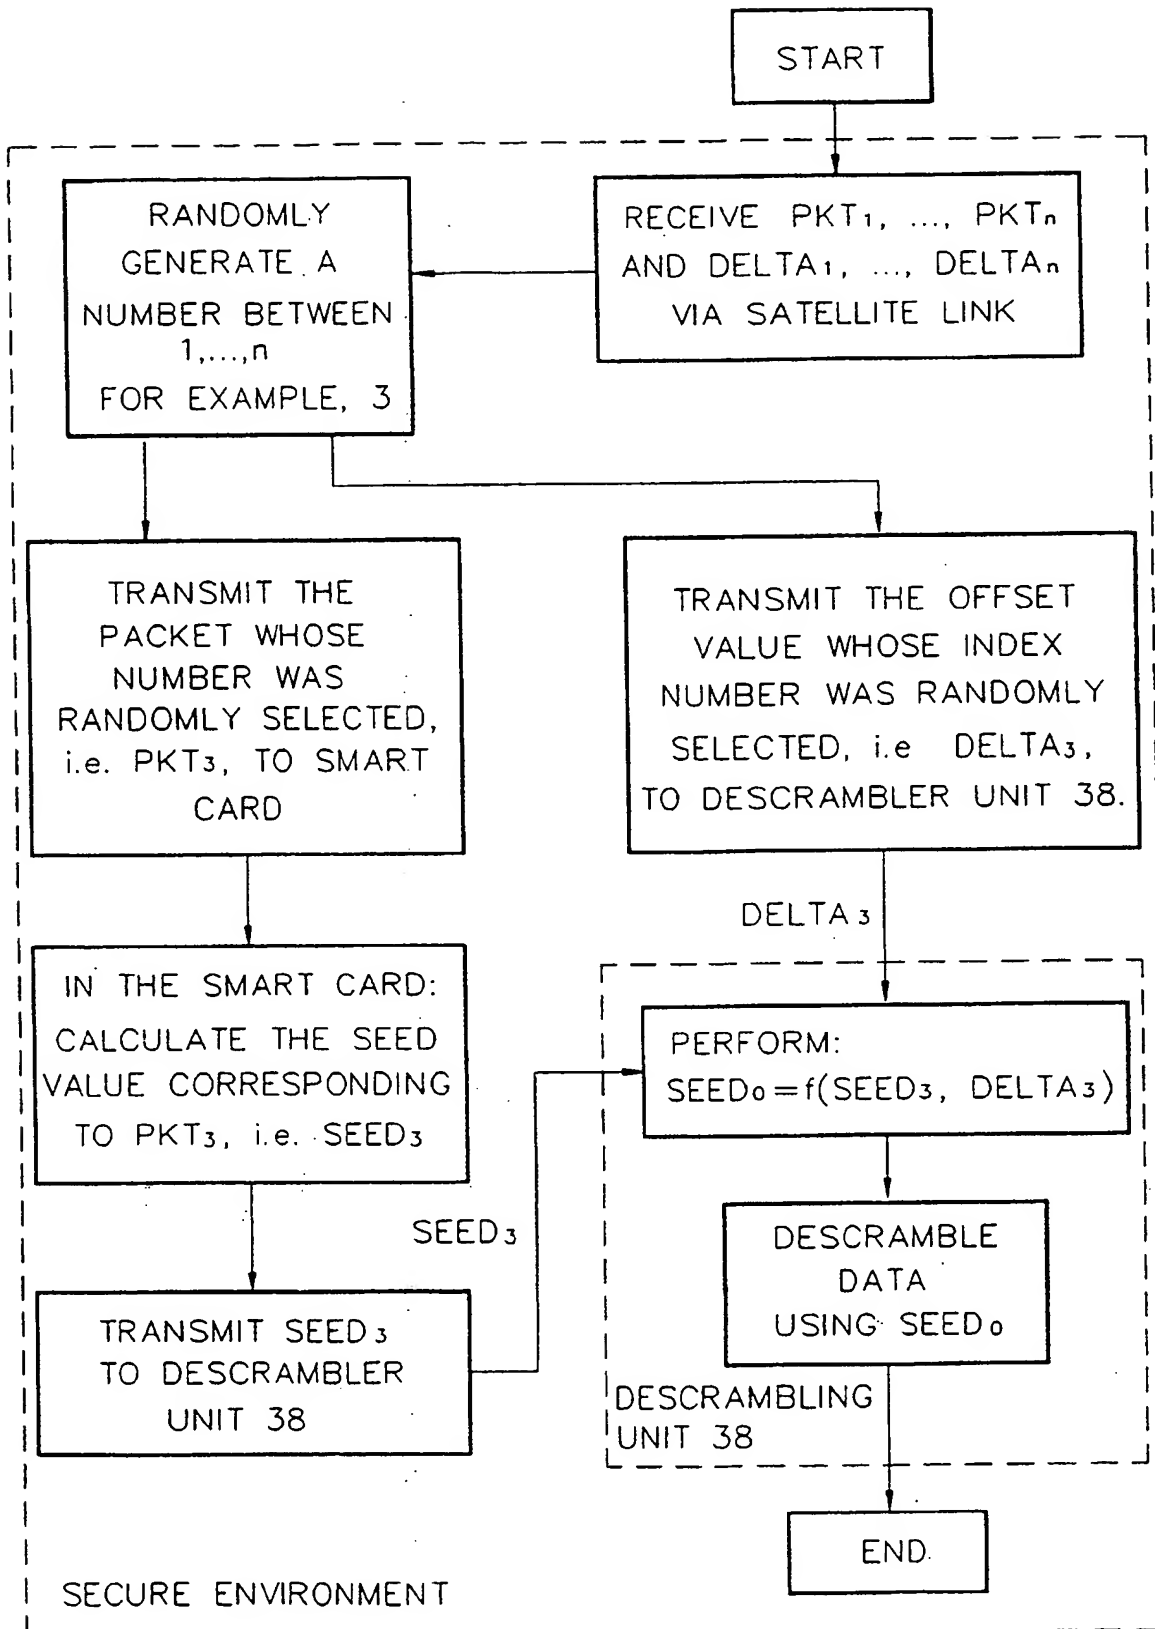 START
RECEIVE PKT₁, ..., PKTₙ
AND DELTA₁, ..., DELTAₙ
VIA SATELLITE LINK
RANDOMLY
GENERATE A
NUMBER BETWEEN
1,...,n
FOR EXAMPLE, 3
TRANSMIT THE
PACKET WHOSE
NUMBER WAS
RANDOMLY SELECTED,
i.e. PKT₃, TO SMART
CARD
TRANSMIT THE OFFSET
VALUE WHOSE INDEX
NUMBER WAS RANDOMLY
SELECTED, i.e DELTA₃,
TO DESCRAMBLER UNIT 38.
DELTA₃
IN THE SMART CARD:
CALCULATE THE SEED
VALUE CORRESPONDING
TO PKT₃, i.e. SEED₃
PERFORM:
SEED₀=f(SEED₃, DELTA₃)
SEED₃
TRANSMIT SEED₃
TO DESCRAMBLER
UNIT 38
DESCRAMBLE
DATA
USING SEED₀
DESCRAMBLING
UNIT 38
END
SECURE ENVIRONMENT